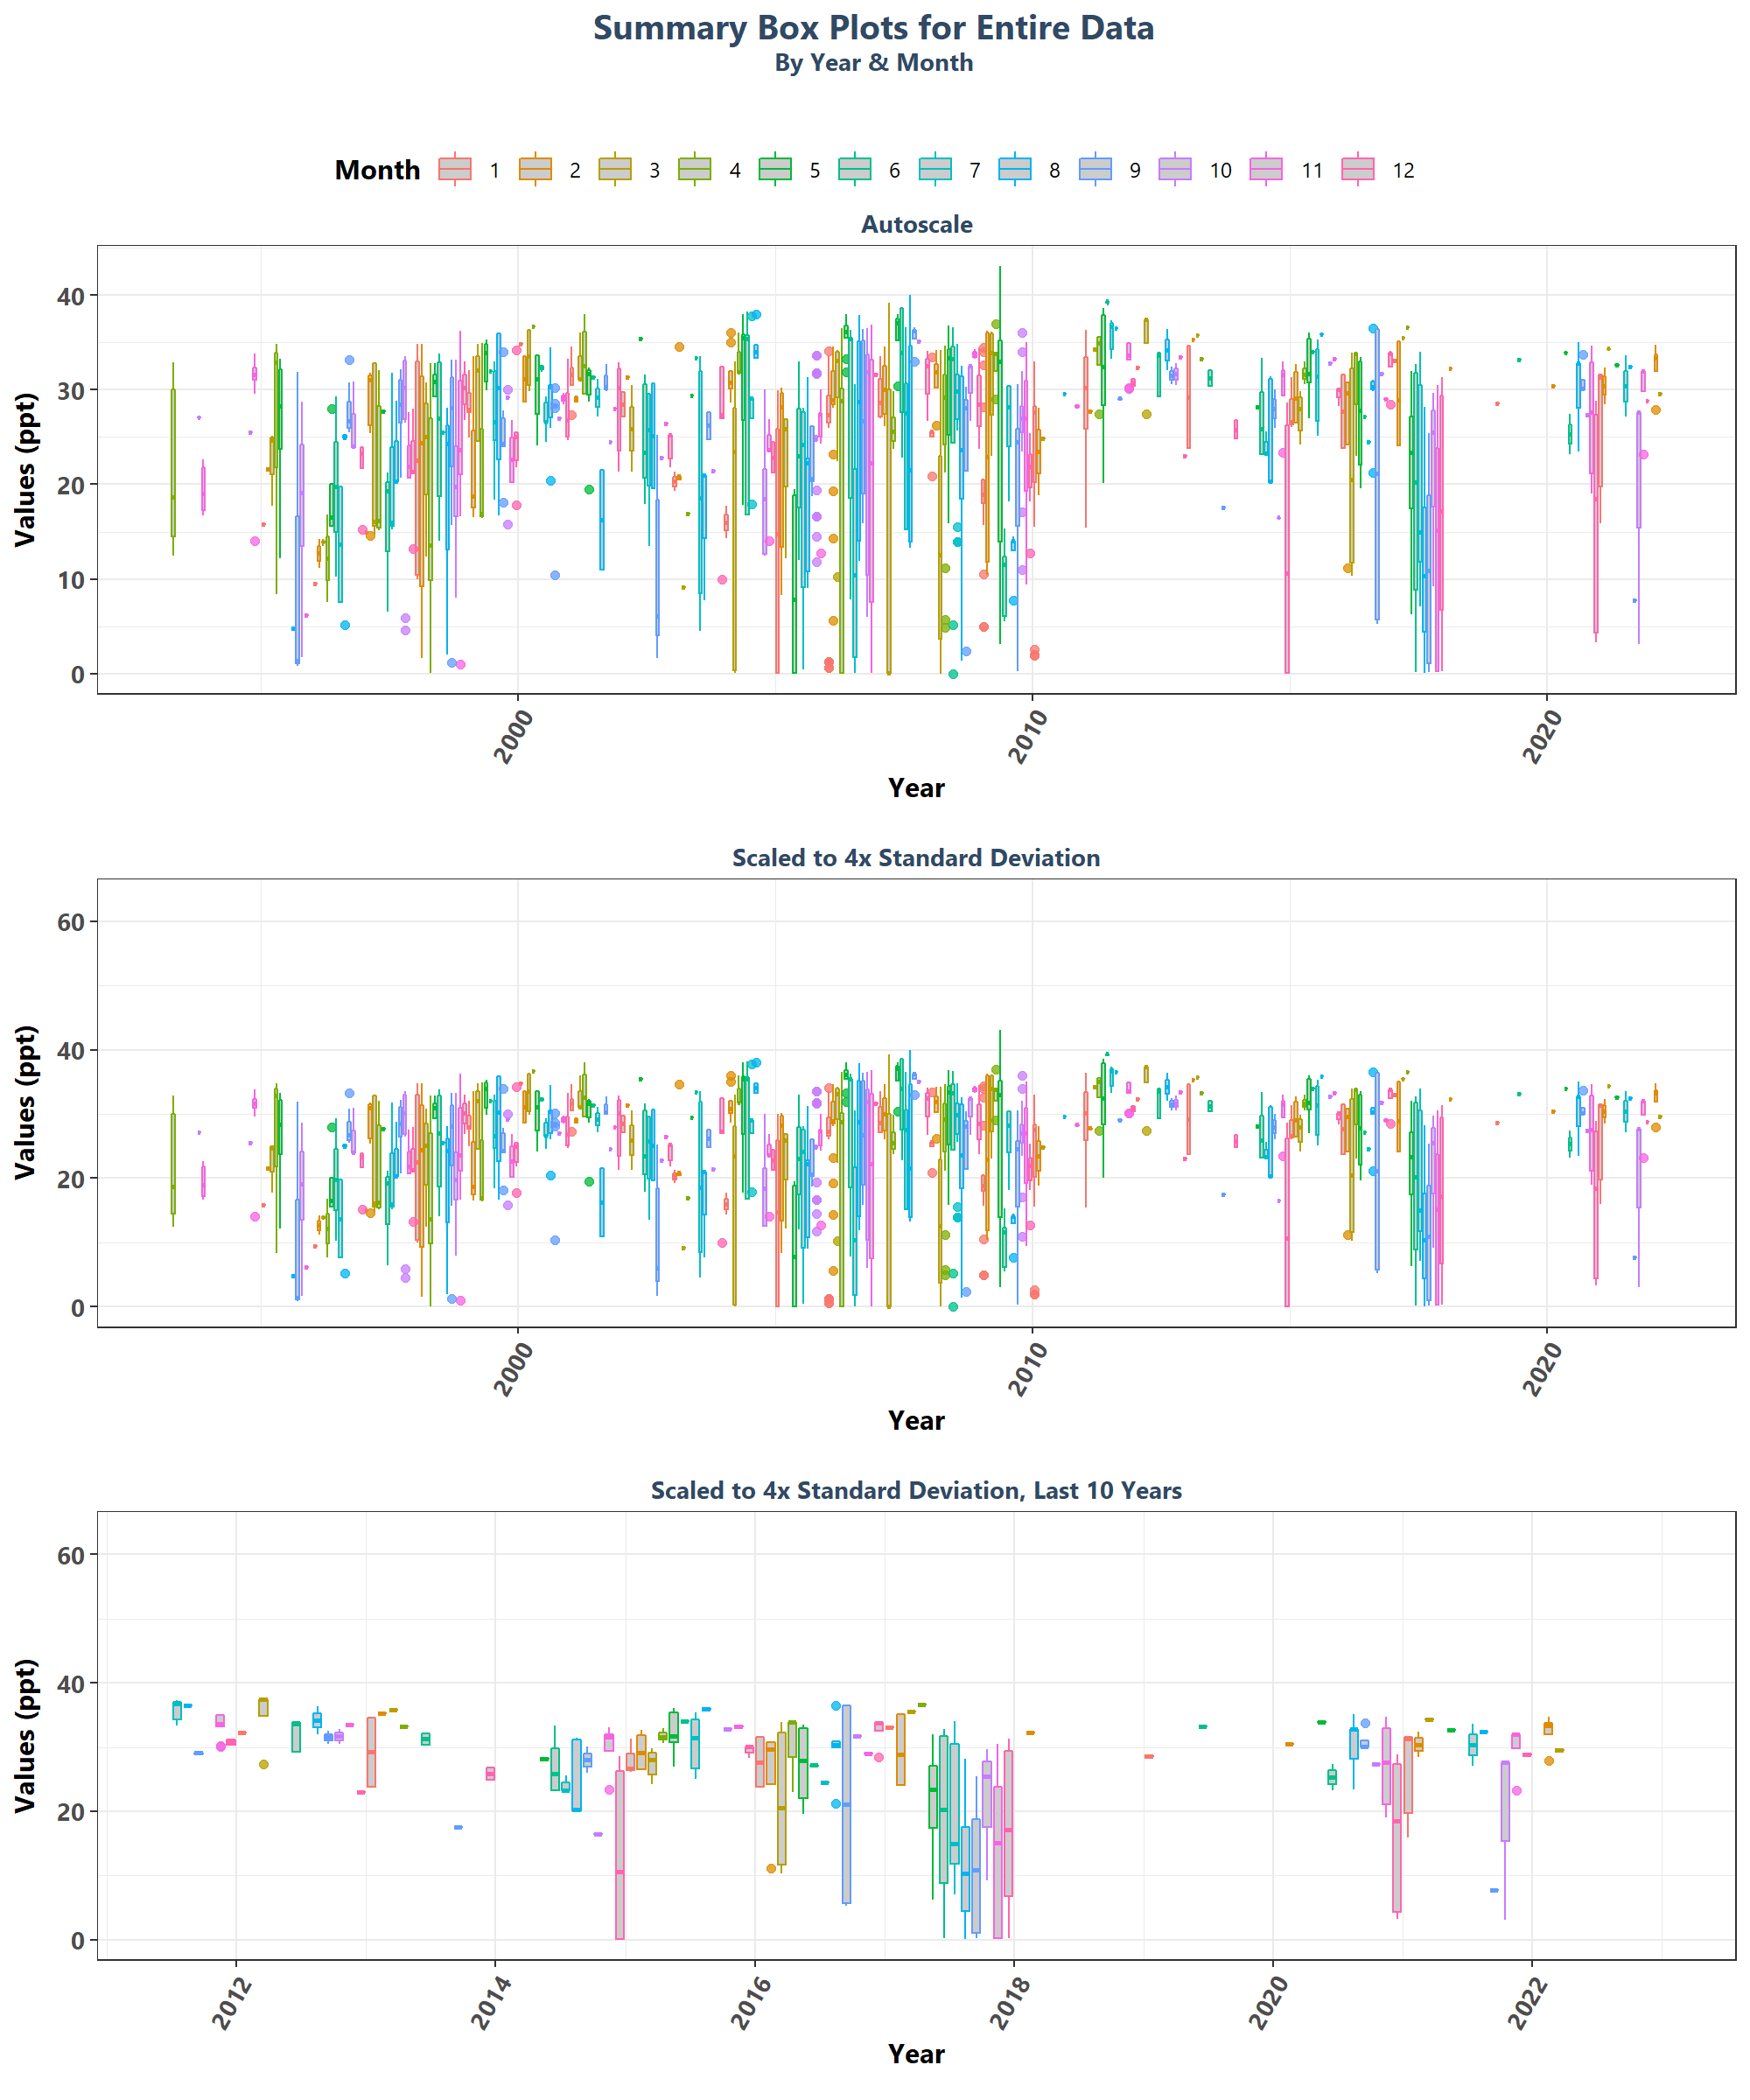 Summary Box Plots for Entire Data
By Year & Month
Month 1 2 3 4 5 6 7 8 9 10 11 12
Autoscale
Values (ppt)
40
30
20
10
0
2000 2010 2020
Year
Scaled to 4x Standard Deviation
Values (ppt)
60
40
20
0
2000 2010 2020
Year
Scaled to 4x Standard Deviation, Last 10 Years
Values (ppt)
60
40
20
0
2012 2014 2016 2018 2020 2022
Year